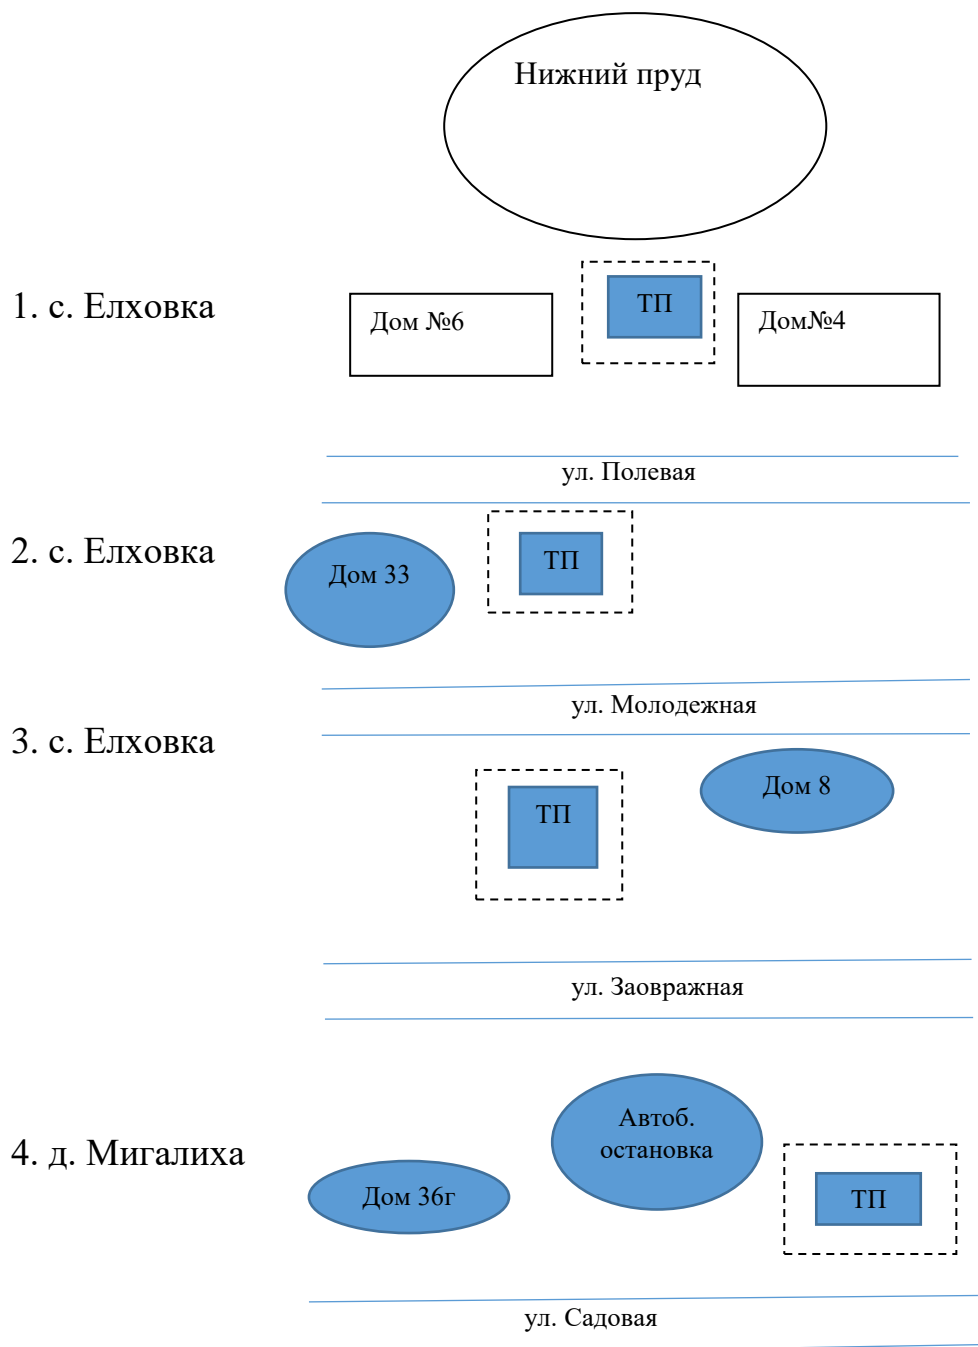 Нижний пруд
1. с. Елховка
Дом №6
ТП
Дом№4
ул. Полевая
2. с. Елховка
Дом 33
ТП
ул. Молодежная
3. с. Елховка
ТП
Дом 8
ул. Заовражная
4. д. Мигалиха
Автоб.
остановка
Дом 36г
ТП
ул. Садовая